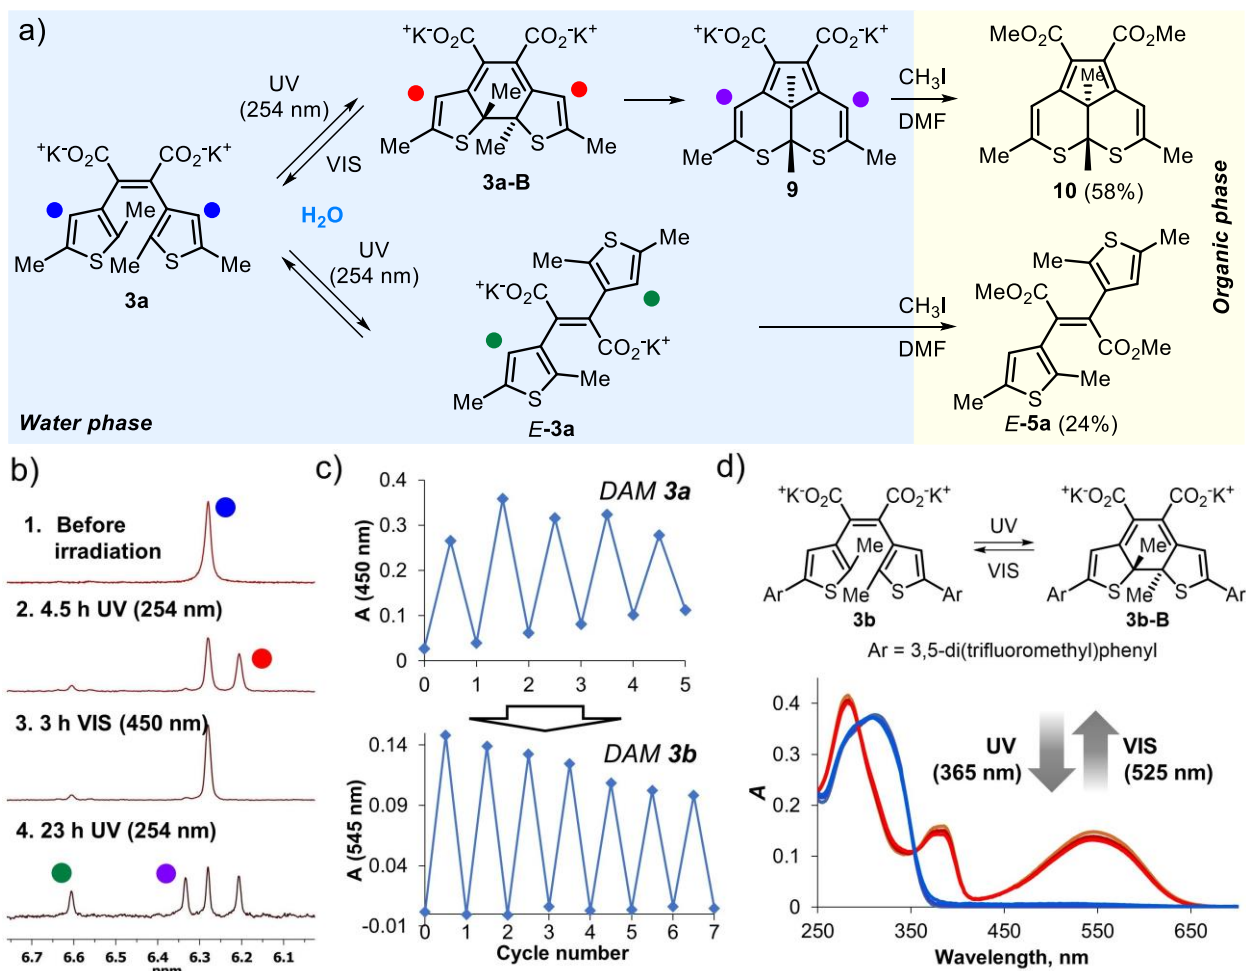 a)
⁺K⁻O₂C CO₂⁻K⁺
Me
Me
S S
Me Me
3a
UV
(254 nm)
VIS
H₂O
UV
(254 nm)
⁺K⁻O₂C CO₂⁻K⁺
Me
Me S Me S Me
3a-B
⁺K⁻O₂C CO₂⁻K⁺
S S
Me Me
9
CH₃I
DMF
MeO₂C CO₂Me
Me
S S
Me Me
10 (58%)
S Me
Me
⁺K⁻O₂C
CO₂⁻K⁺
Me
Me S
E-3a
CH₃I
DMF
S Me
Me
MeO₂C
CO₂Me
Me
Me S
E-5a (24%)
Water phase
Organic phase
b)
1. Before
irradiation
2. 4.5 h UV (254 nm)
3. 3 h VIS (450 nm)
4. 23 h UV (254 nm)
6.7 6.6 6.5 6.4 6.3 6.2 6.1
ppm
c)
DAM 3a
A (450 nm)
0.4
0.3
0.2
0.1
0
0 1 2 3 4 5
DAM 3b
A (545 nm)
0.14
0.09
0.04
-0.01
0 1 2 3 4 5 6 7
Cycle number
d)
⁺K⁻O₂C CO₂⁻K⁺
Me
Ar S Me S Ar
3b
UV
VIS
⁺K⁻O₂C CO₂⁻K⁺
Me
Ar S Me S Ar
3b-B
Ar = 3,5-di(trifluoromethyl)phenyl
UV
(365 nm)
VIS
(525 nm)
A
0.4
0.3
0.2
0.1
0
250 350 450 550 650
Wavelength, nm